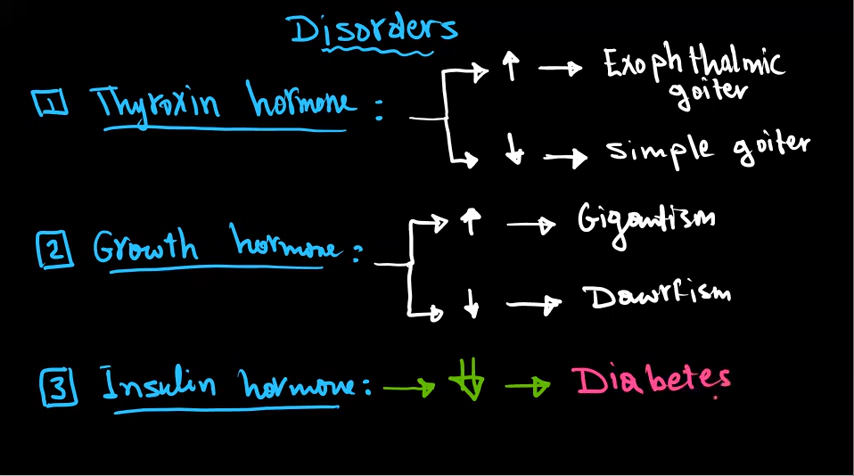 Disorders
1 Thyroxin hormone : ↑ → Exophthalmic
goiter
↓ → simple goiter
2 Growth hormone : ↑ → Gigantism
↓ → Dawrfism
3 Insulin hormone : → ⇓ → Diabetes